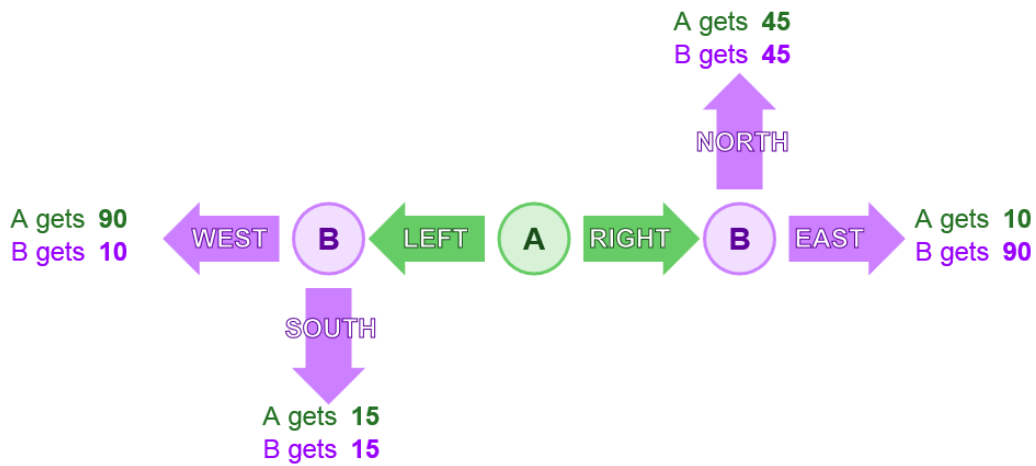 A gets 45
B gets 45
NORTH
A gets 90
B gets 10
WEST
B
LEFT
A
RIGHT
B
EAST
A gets 10
B gets 90
SOUTH
A gets 15
B gets 15